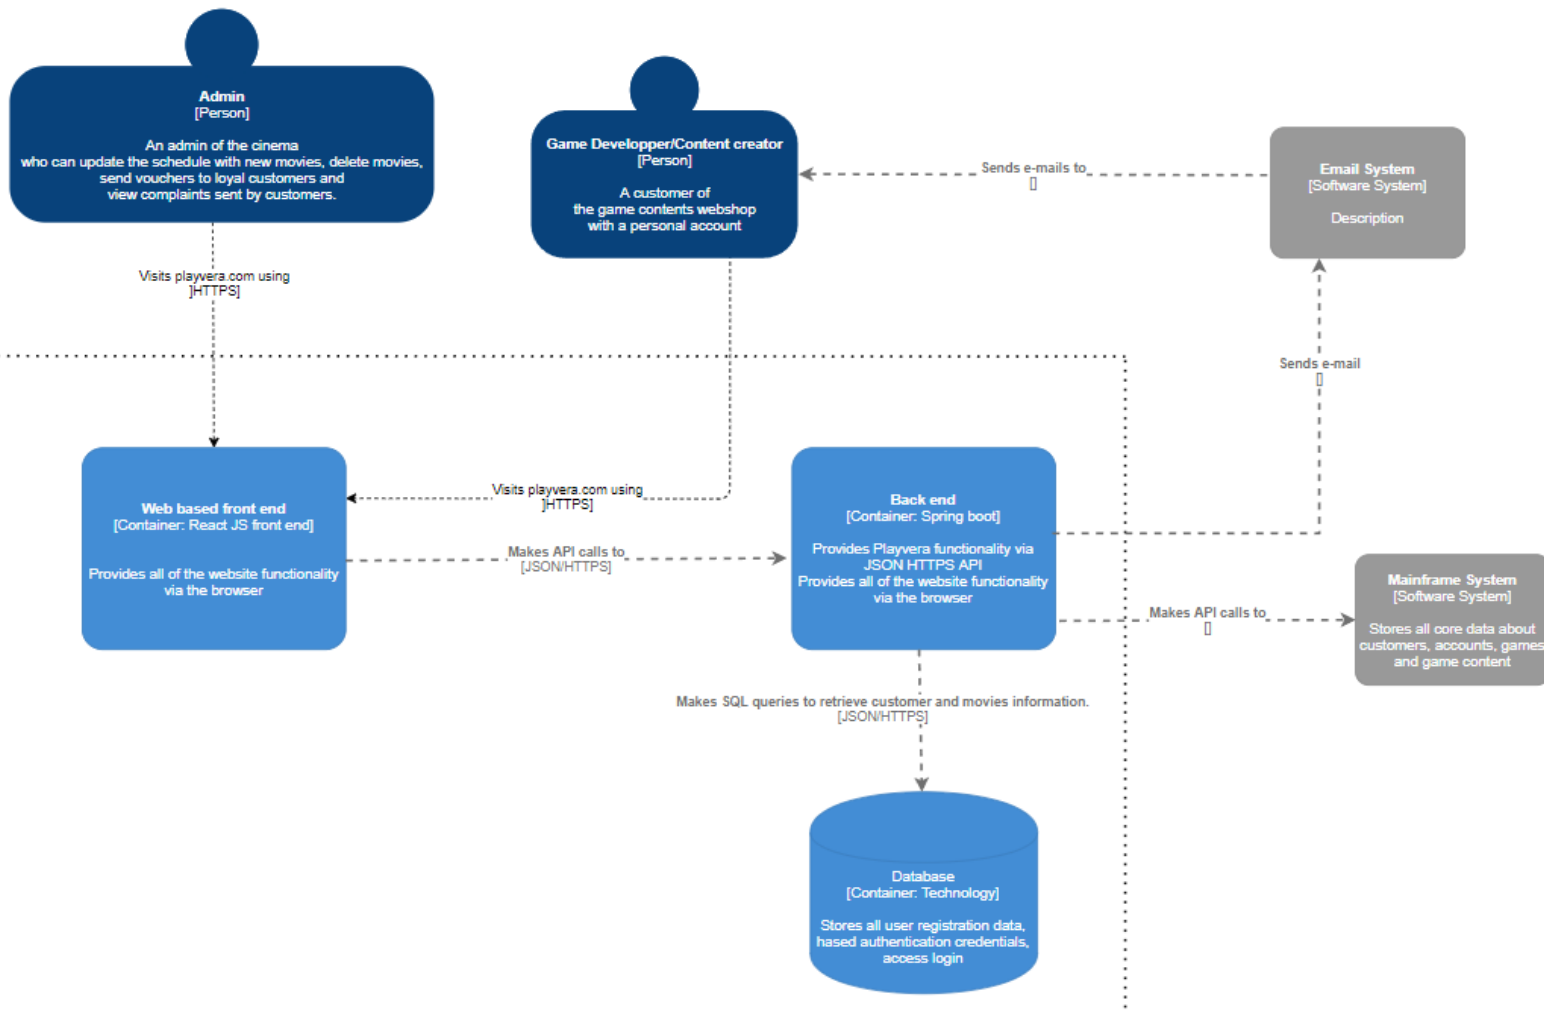 Admin
[Person]
An admin of the cinema
who can update the schedule with new movies, delete movies,
send vouchers to loyal customers and
view complaints sent by customers.
Game Developper/Content creator
[Person]
A customer of
the game contents webshop
with a personal account
Sends e-mails to
[]
Email System
[Software System]
Description
Visits playvera.com using
]HTTPS]
Sends e-mail
[]
Web based front end
[Container: React JS front end]
Provides all of the website functionality
via the browser
Visits playvera.com using
]HTTPS]
Makes API calls to
[JSON/HTTPS]
Back end
[Container: Spring boot]
Provides Playvera functionality via
JSON HTTPS API
Provides all of the website functionality
via the browser
Makes API calls to
[]
Mainframe System
[Software System]
Stores all core data about
customers, accounts, games
and game content
Makes SQL queries to retrieve customer and movies information.
[JSON/HTTPS]
Database
[Container: Technology]
Stores all user registration data,
hased authentication credentials,
access login